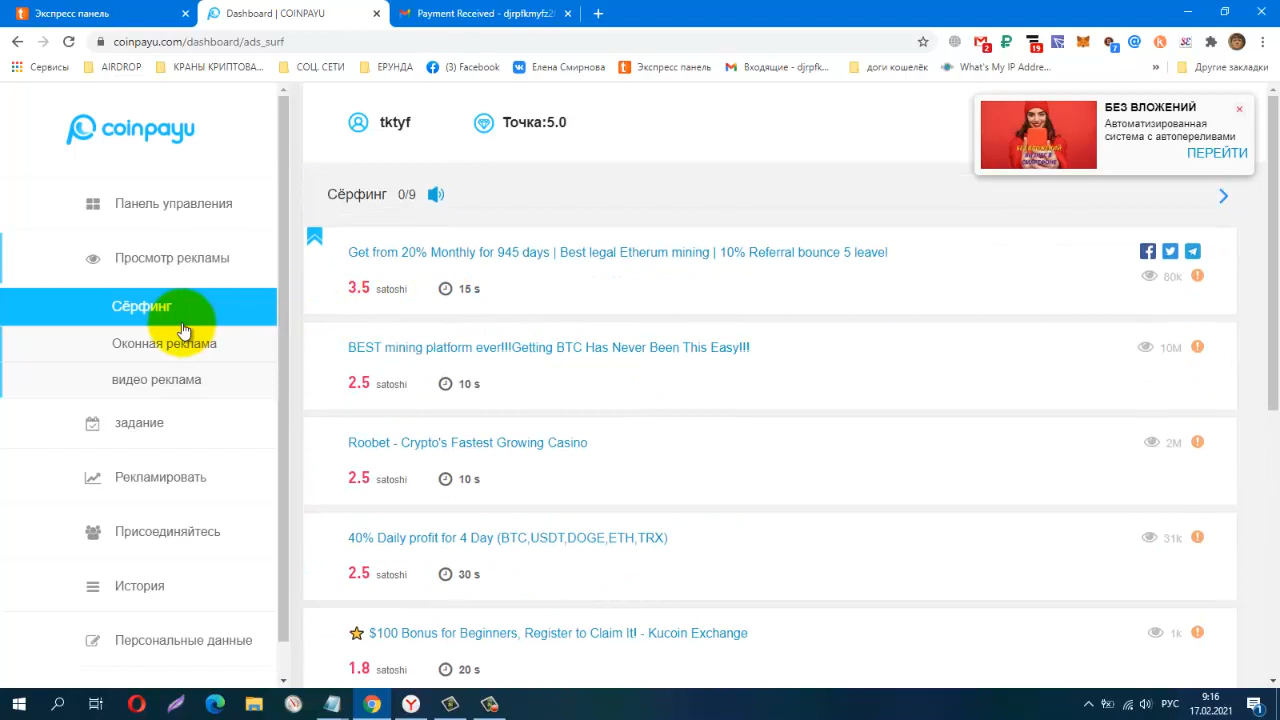 Экспресс панель
Dashboard | COINPAYU
Payment Received - djrpfkmyfz2
coinpayu.com/dashboard/ads_surf
2
19
7
Сервисы
AIRDROP
КРАНЫ КРИПТОВА...
СОЦ. СЕТИ
ЕРУНДА
(3) Facebook
Елена Смирнова
Экспресс панель
Входящие - djrpfk...
доги кошелёк
What's My IP Addre...
»
Другие закладки
coinpayu
tktyf
Точка:5.0
БЕЗ ВЛОЖЕНИЙ
Автоматизированная
система с автопереливами
ПЕРЕЙТИ
Панель управления
Просмотр рекламы
Сёрфинг
Оконная реклама
видео реклама
задание
Рекламировать
Присоединяйтесь
История
Персональные данные
Сёрфинг 0/9
Get from 20% Monthly for 945 days | Best legal Etherum mining | 10% Referral bounce 5 leavel
3.5 satoshi 15 s
80k
BEST mining platform ever!!!Getting BTC Has Never Been This Easy!!!
2.5 satoshi 10 s
10M
Roobet - Crypto's Fastest Growing Casino
2.5 satoshi 10 s
2M
40% Daily profit for 4 Day (BTC,USDT,DOGE,ETH,TRX)
2.5 satoshi 30 s
31k
$100 Bonus for Beginners, Register to Claim It! - Kucoin Exchange
1.8 satoshi 20 s
1k
РУС
9:16
17.02.2021